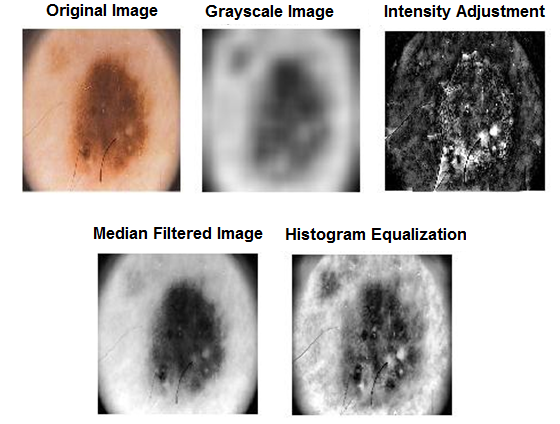 Original Image
Grayscale Image
Intensity Adjustment
Median Filtered Image
Histogram Equalization